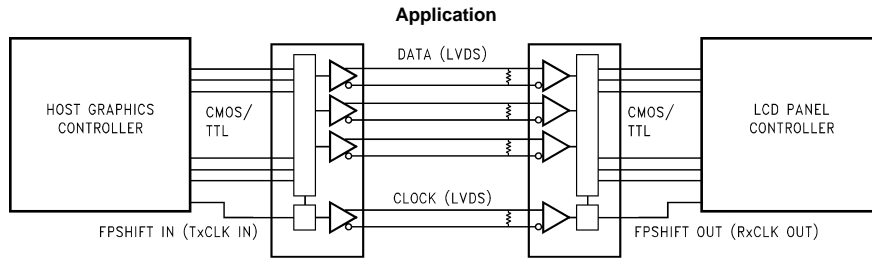 Application
HOST GRAPHICS
CONTROLLER
CMOS/
TTL
DATA (LVDS)
CLOCK (LVDS)
CMOS/
TTL
LCD PANEL
CONTROLLER
FPSHIFT IN (TxCLK IN)
FPSHIFT OUT (RxCLK OUT)